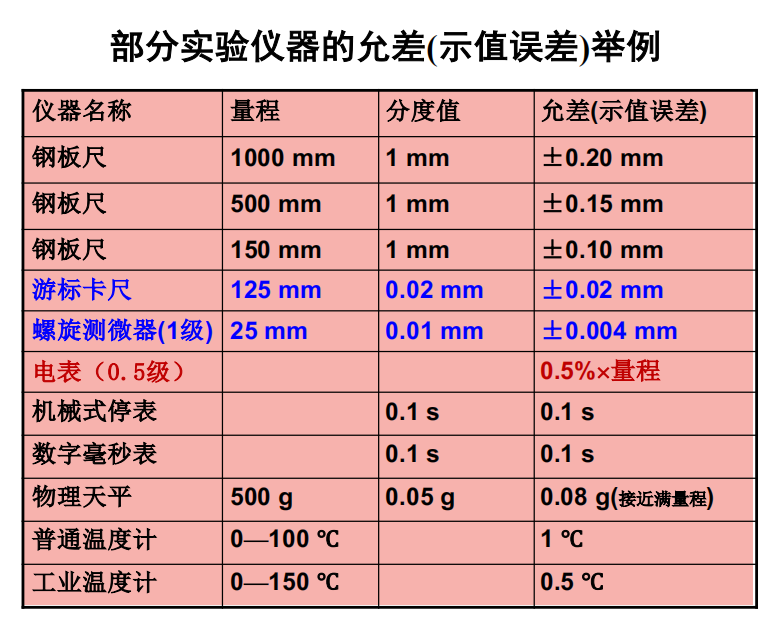 部分实验仪器的允差(示值误差)举例
仪器名称 量程 分度值 允差(示值误差)
钢板尺 1000 mm 1 mm ±0.20 mm
钢板尺 500 mm 1 mm ±0.15 mm
钢板尺 150 mm 1 mm ±0.10 mm
游标卡尺 125 mm 0.02 mm ±0.02 mm
螺旋测微器(1级) 25 mm 0.01 mm ±0.004 mm
电表（0.5级） 0.5%×量程
机械式停表 0.1 s 0.1 s
数字毫秒表 0.1 s 0.1 s
物理天平 500 g 0.05 g 0.08 g(接近满量程)
普通温度计 0—100 ℃ 1 ℃
工业温度计 0—150 ℃ 0.5 ℃